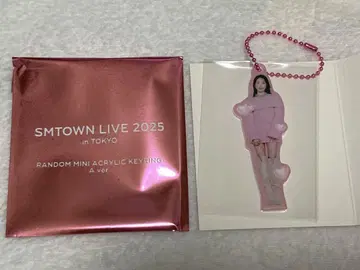 SMTOWN LIVE 2025
in TOKYO
RANDOM MINI ACRYLIC KEYRING
A ver.